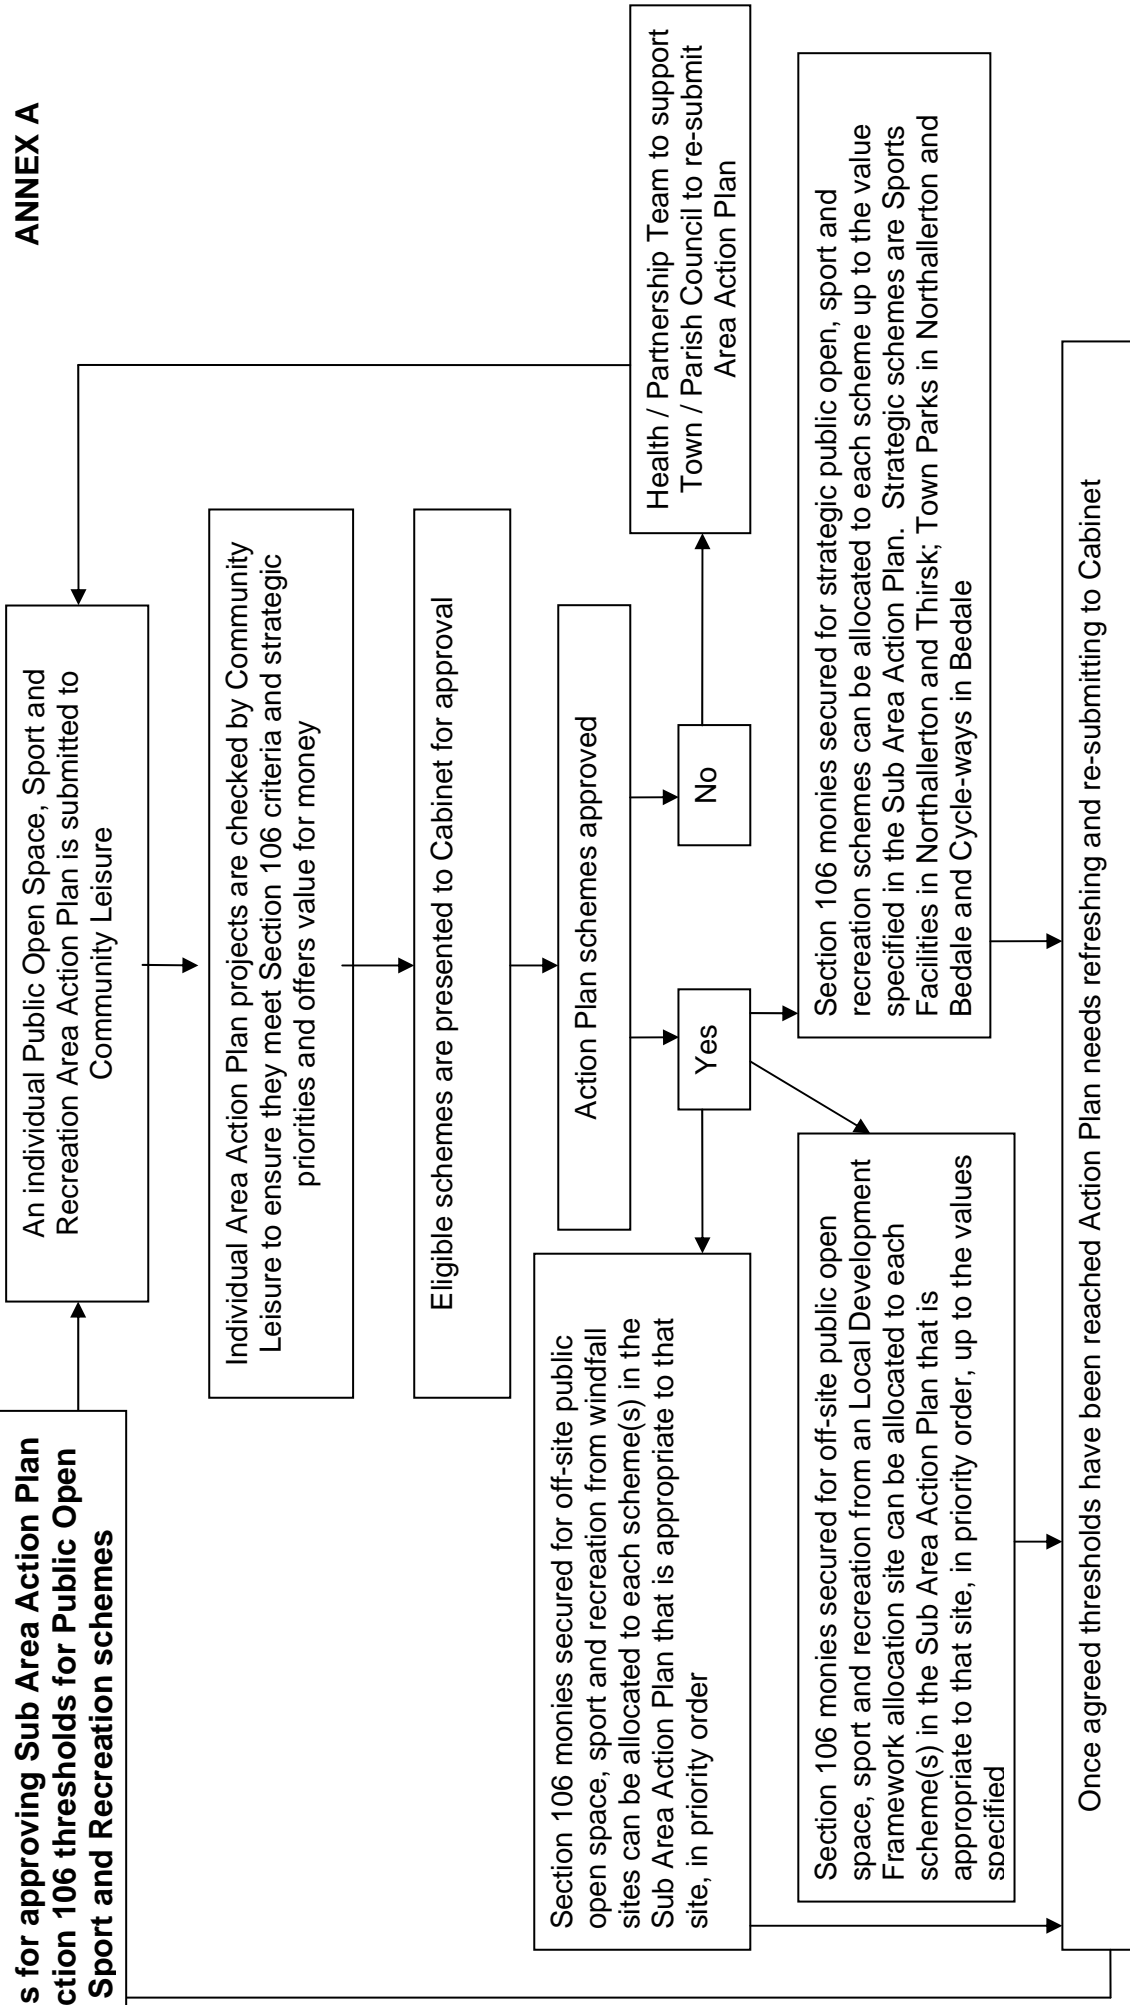 ANNEX A
s for approving Sub Area Action Plan
ction 106 thresholds for Public Open
Sport and Recreation schemes
An individual Public Open Space, Sport and
Recreation Area Action Plan is submitted to
Community Leisure
Individual Area Action Plan projects are checked by Community
Leisure to ensure they meet Section 106 criteria and strategic
priorities and offers value for money
Eligible schemes are presented to Cabinet for approval
Action Plan schemes approved
Yes
No
Health / Partnership Team to support
Town / Parish Council to re-submit
Area Action Plan
Section 106 monies secured for off-site public
open space, sport and recreation from windfall
sites can be allocated to each scheme(s) in the
Sub Area Action Plan that is appropriate to that
site, in priority order
Section 106 monies secured for off-site public open
space, sport and recreation from an Local Development
Framework allocation site can be allocated to each
scheme(s) in the Sub Area Action Plan that is
appropriate to that site, in priority order, up to the values
specified
Section 106 monies secured for strategic public open, sport and
recreation schemes can be allocated to each scheme up to the value
specified in the Sub Area Action Plan.  Strategic schemes are Sports
Facilities in Northallerton and Thirsk; Town Parks in Northallerton and
Bedale and Cycle-ways in Bedale
Once agreed thresholds have been reached Action Plan needs refreshing and re-submitting to Cabinet